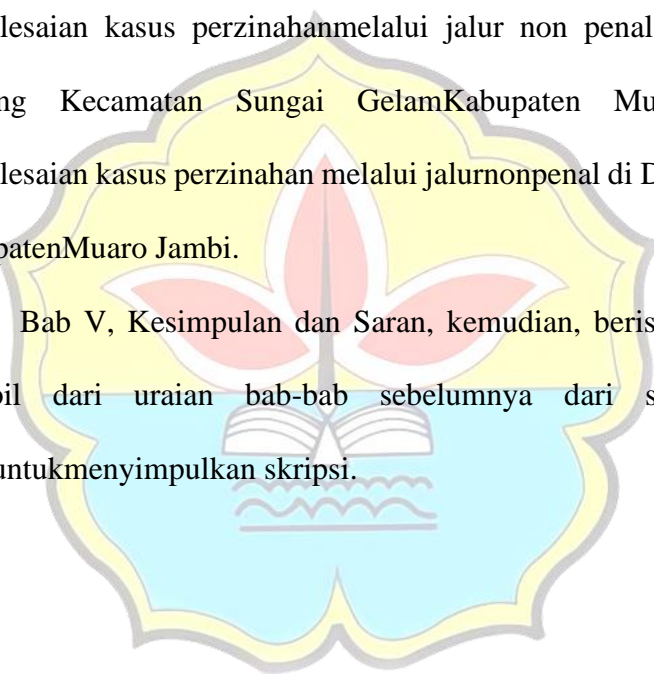 lesaian kasus perzinahanmelalui jalur non penal
ng Kecamatan Sungai GelamKabupaten Mu
lesaian kasus perzinahan melalui jalurnonpenal di D
patenMuaro Jambi.
Bab V, Kesimpulan dan Saran, kemudian, beris
il dari uraian bab-bab sebelumnya dari s
untukmenyimpulkan skripsi.